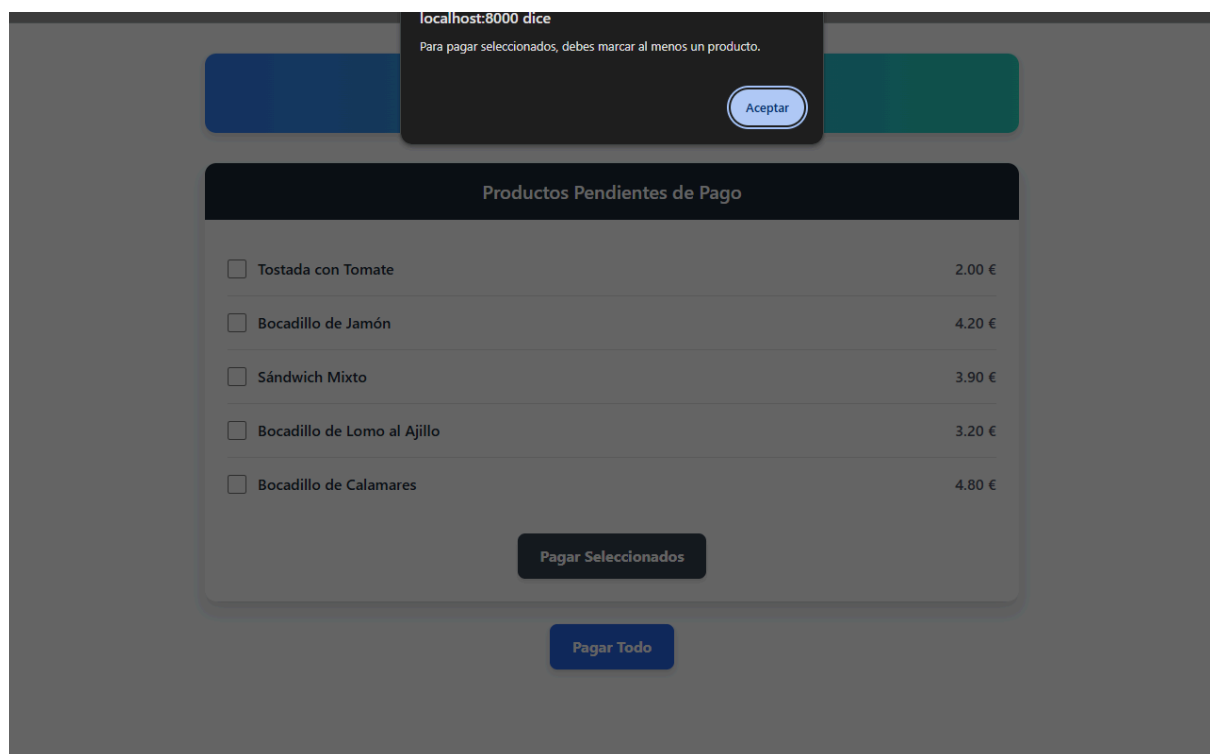 localhost:8000 dice
Para pagar seleccionados, debes marcar al menos un producto.
Aceptar
Productos Pendientes de Pago
Tostada con Tomate 2.00 €
Bocadillo de Jamón 4.20 €
Sándwich Mixto 3.90 €
Bocadillo de Lomo al Ajillo 3.20 €
Bocadillo de Calamares 4.80 €
Pagar Seleccionados
Pagar Todo